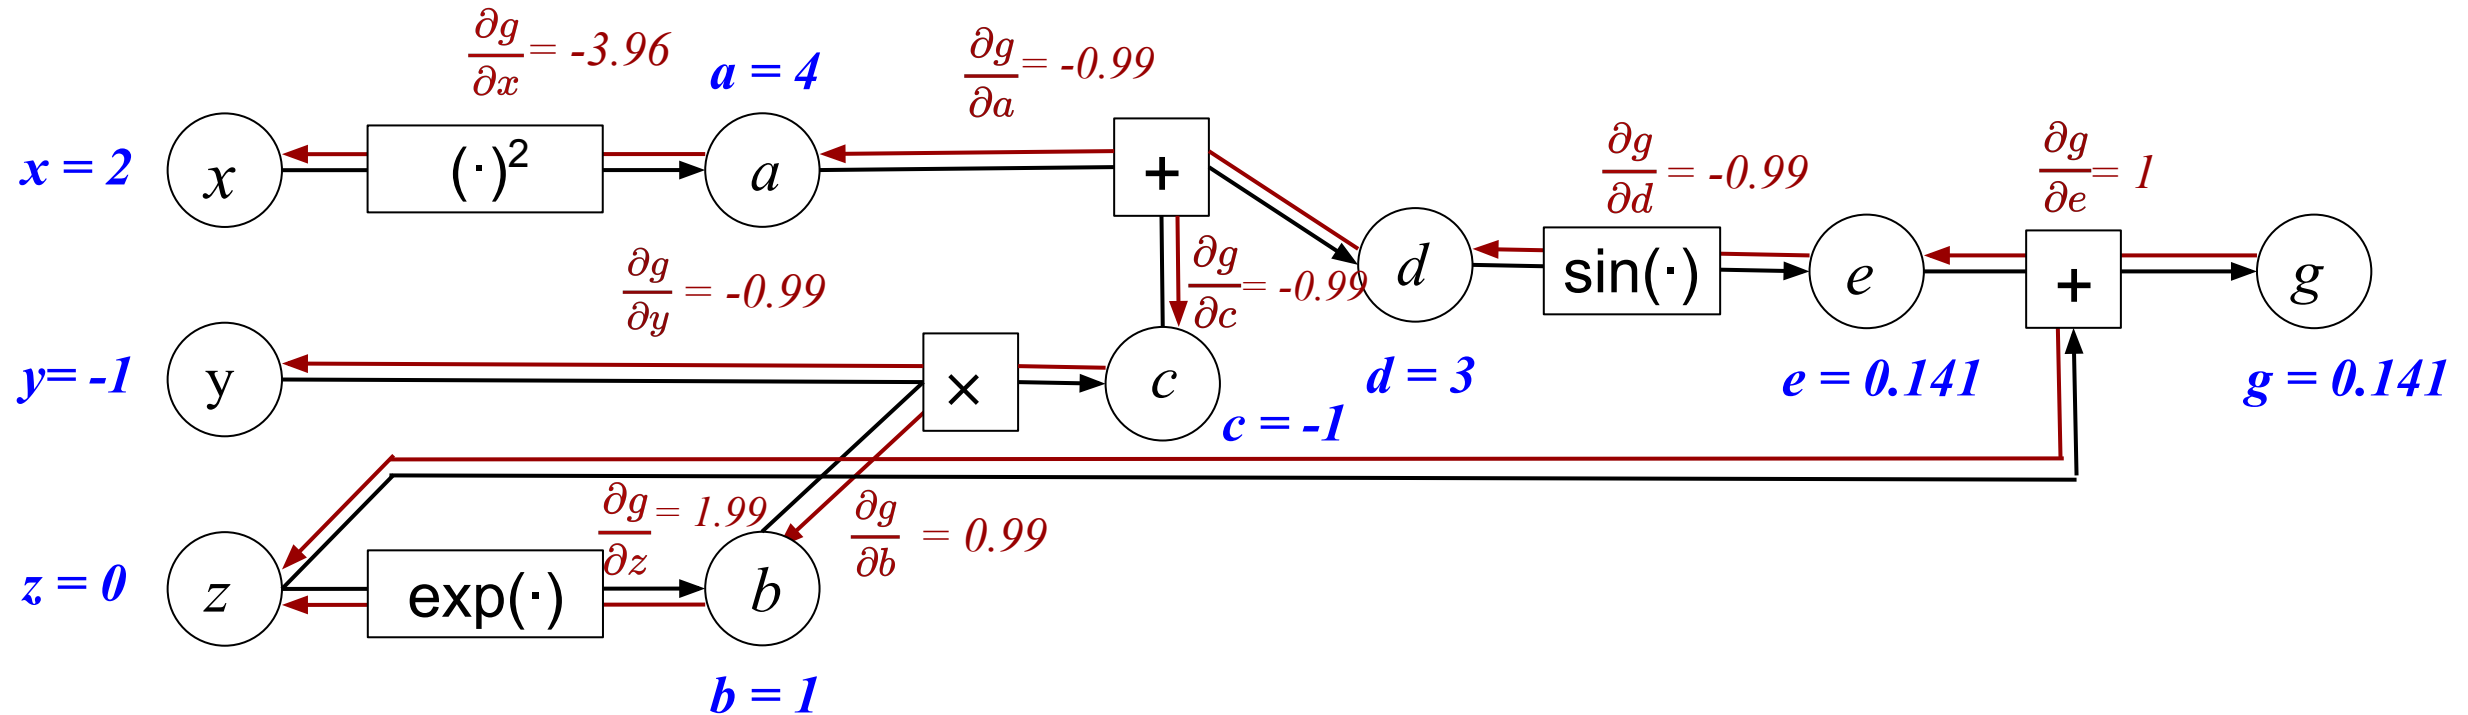 ∂g/∂x = -3.96
a = 4
∂g/∂a = -0.99
x = 2
x
(·)²
a
+
∂g/∂d = -0.99
∂g/∂e = 1
∂g/∂y = -0.99
∂g/∂c = -0.99
d
sin(·)
e
+
g
y= -1
y
×
c
d = 3
e = 0.141
g = 0.141
c = -1
∂g/∂z = 1.99
∂g/∂b = 0.99
z = 0
z
exp(·)
b
b = 1